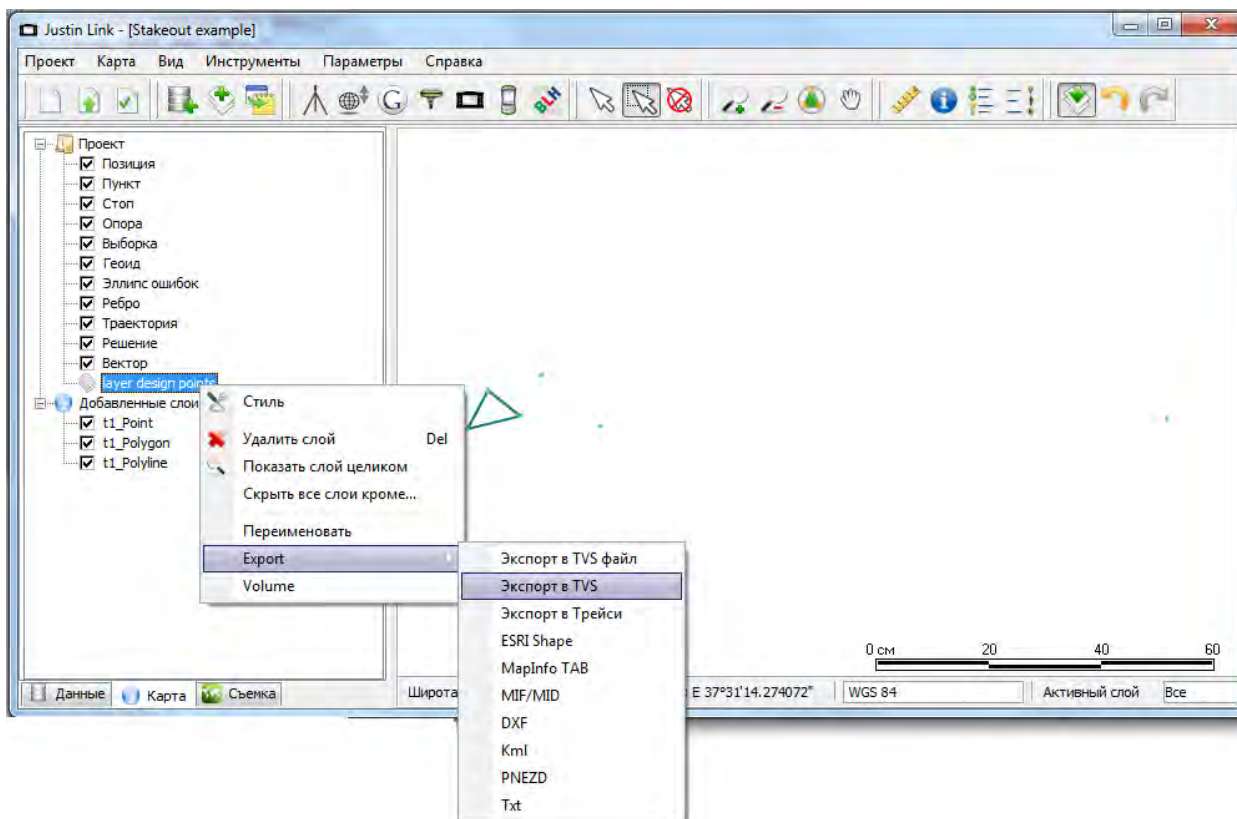 Justin Link - [Stakeout example]
Проект Карта Вид Инструменты Параметры Справка
G BLH
Проект
Позиция
Пункт
Стоп
Опора
Выборка
Геоид
Эллипс ошибок
Ребро
Траектория
Решение
Вектор
layer design points
Добавленные слои
t1_Point
t1_Polygon
t1_Polyline
Стиль
Удалить слой Del
Показать слой целиком
Скрыть все слои кроме...
Переименовать
Export
Volume
Экспорт в TVS файл
Экспорт в TVS
Экспорт в Трейси
ESRI Shape
MapInfo TAB
MIF/MID
DXF
Kml
PNEZD
Txt
0 см 20 40 60
Данные Карта Съемка Широта E 37°31'14.274072" WGS 84 Активный слой Все